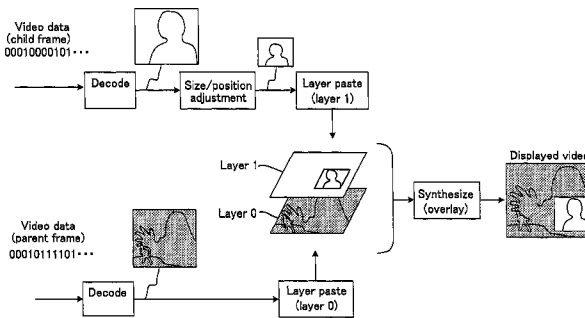 Video data
(child frame)
00010000101···
Decode
Size/position
adjustment
Layer paste
(layer 1)
Layer 1
Layer 0
Synthesize
(overlay)
Displayed video
Video data
(parent frame)
00010111101···
Decode
Layer paste
(layer 0)